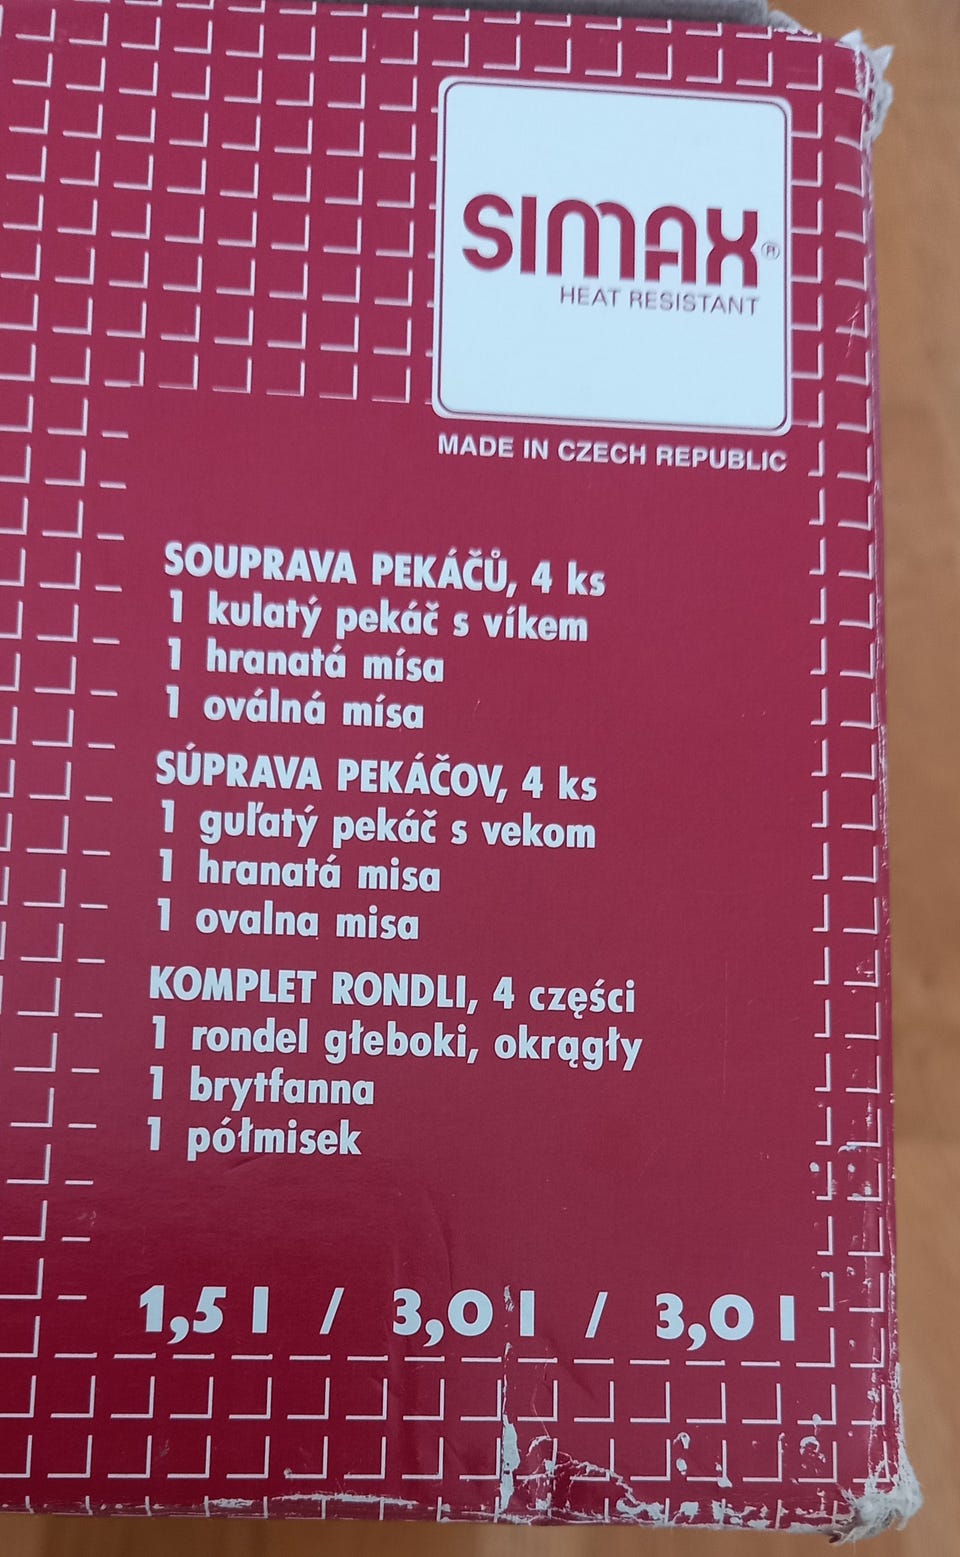 SIMAX®
HEAT RESISTANT
MADE IN CZECH REPUBLIC
SOUPRAVA PEKÁČŮ, 4 ks
1 kulatý pekáč s víkem
1 hranatá mísa
1 oválná mísa
SÚPRAVA PEKÁČOV, 4 ks
1 guľatý pekáč s vekom
1 hranatá misa
1 ovalna misa
KOMPLET RONDLI, 4 części
1 rondel głeboki, okrągły
1 brytfanna
1 półmisek
1,5 l / 3,0 l / 3,0 l